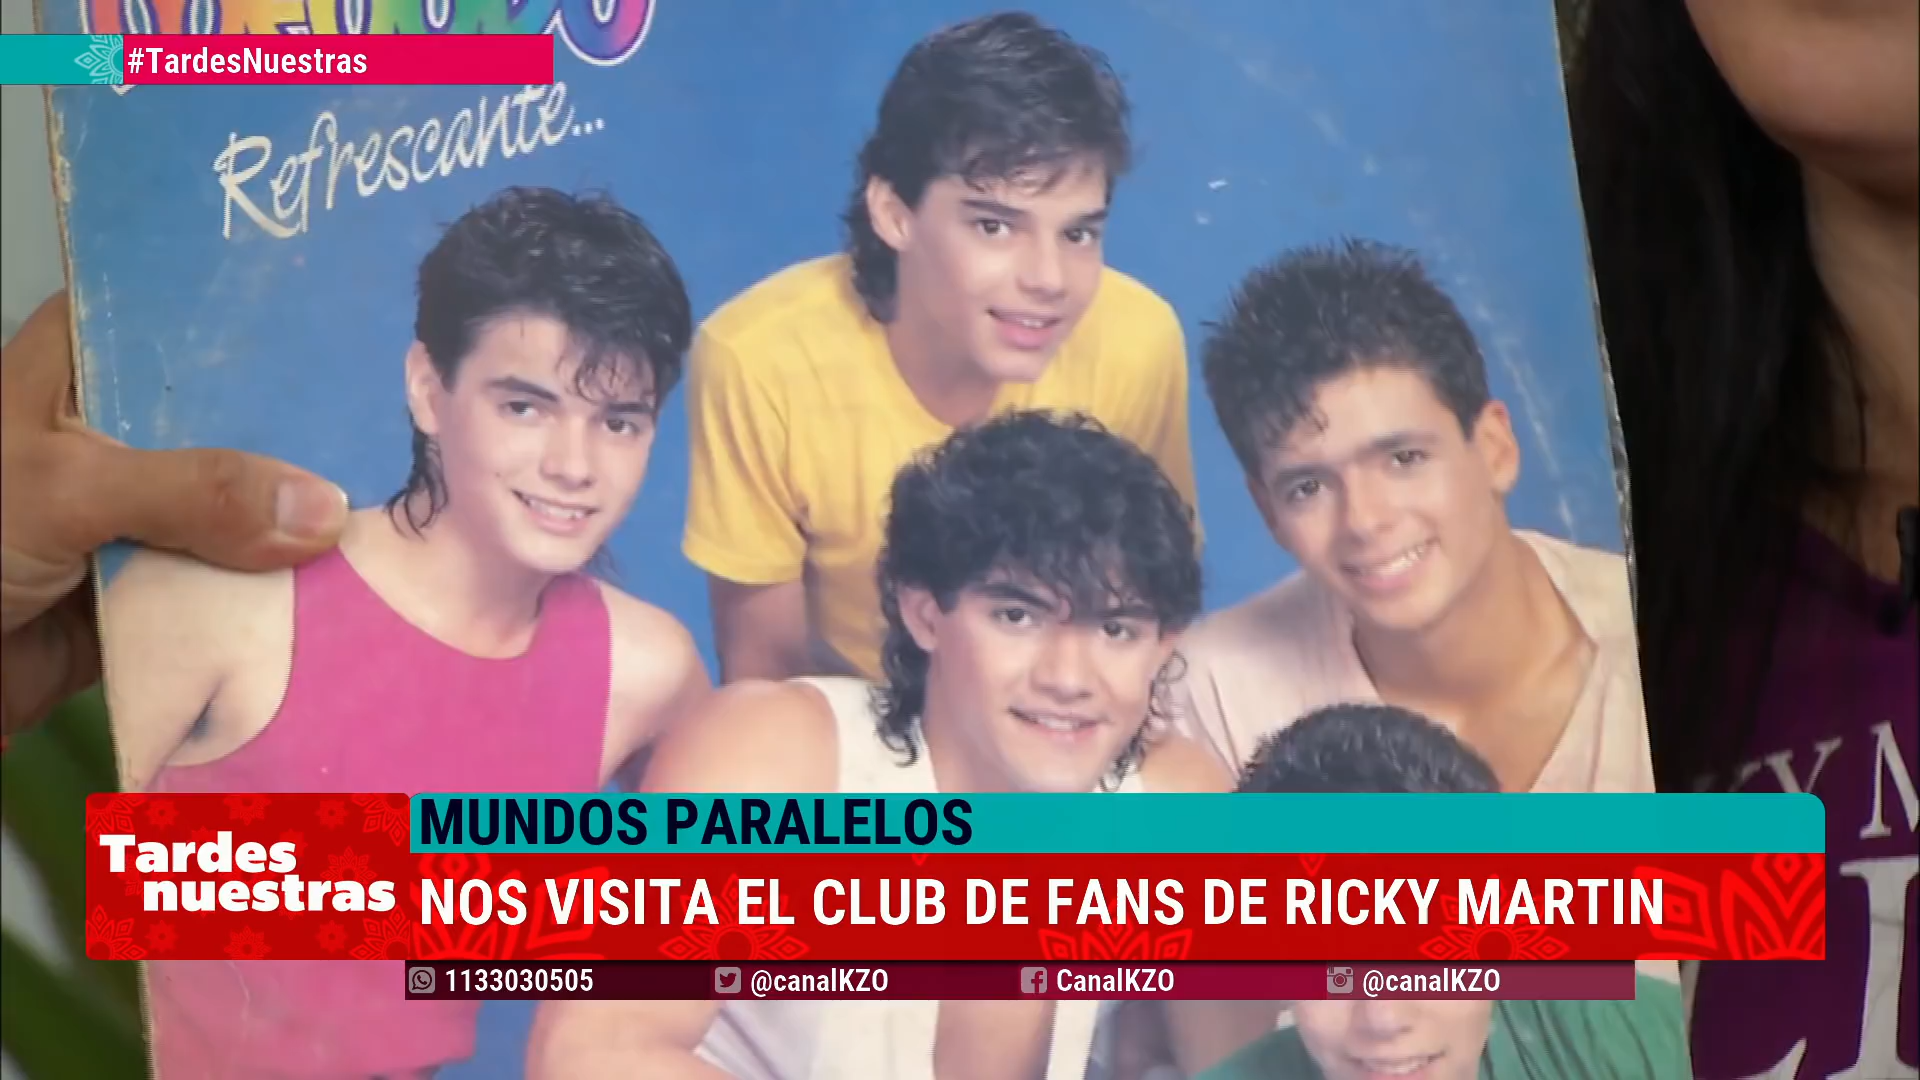 #TardesNuestras
Refrescante...
MUNDOS PARALELOS
Tardes
nuestras
NOS VISITA EL CLUB DE FANS DE RICKY MARTIN
1133030505
@canalKZO
CanalKZO
@canalKZO